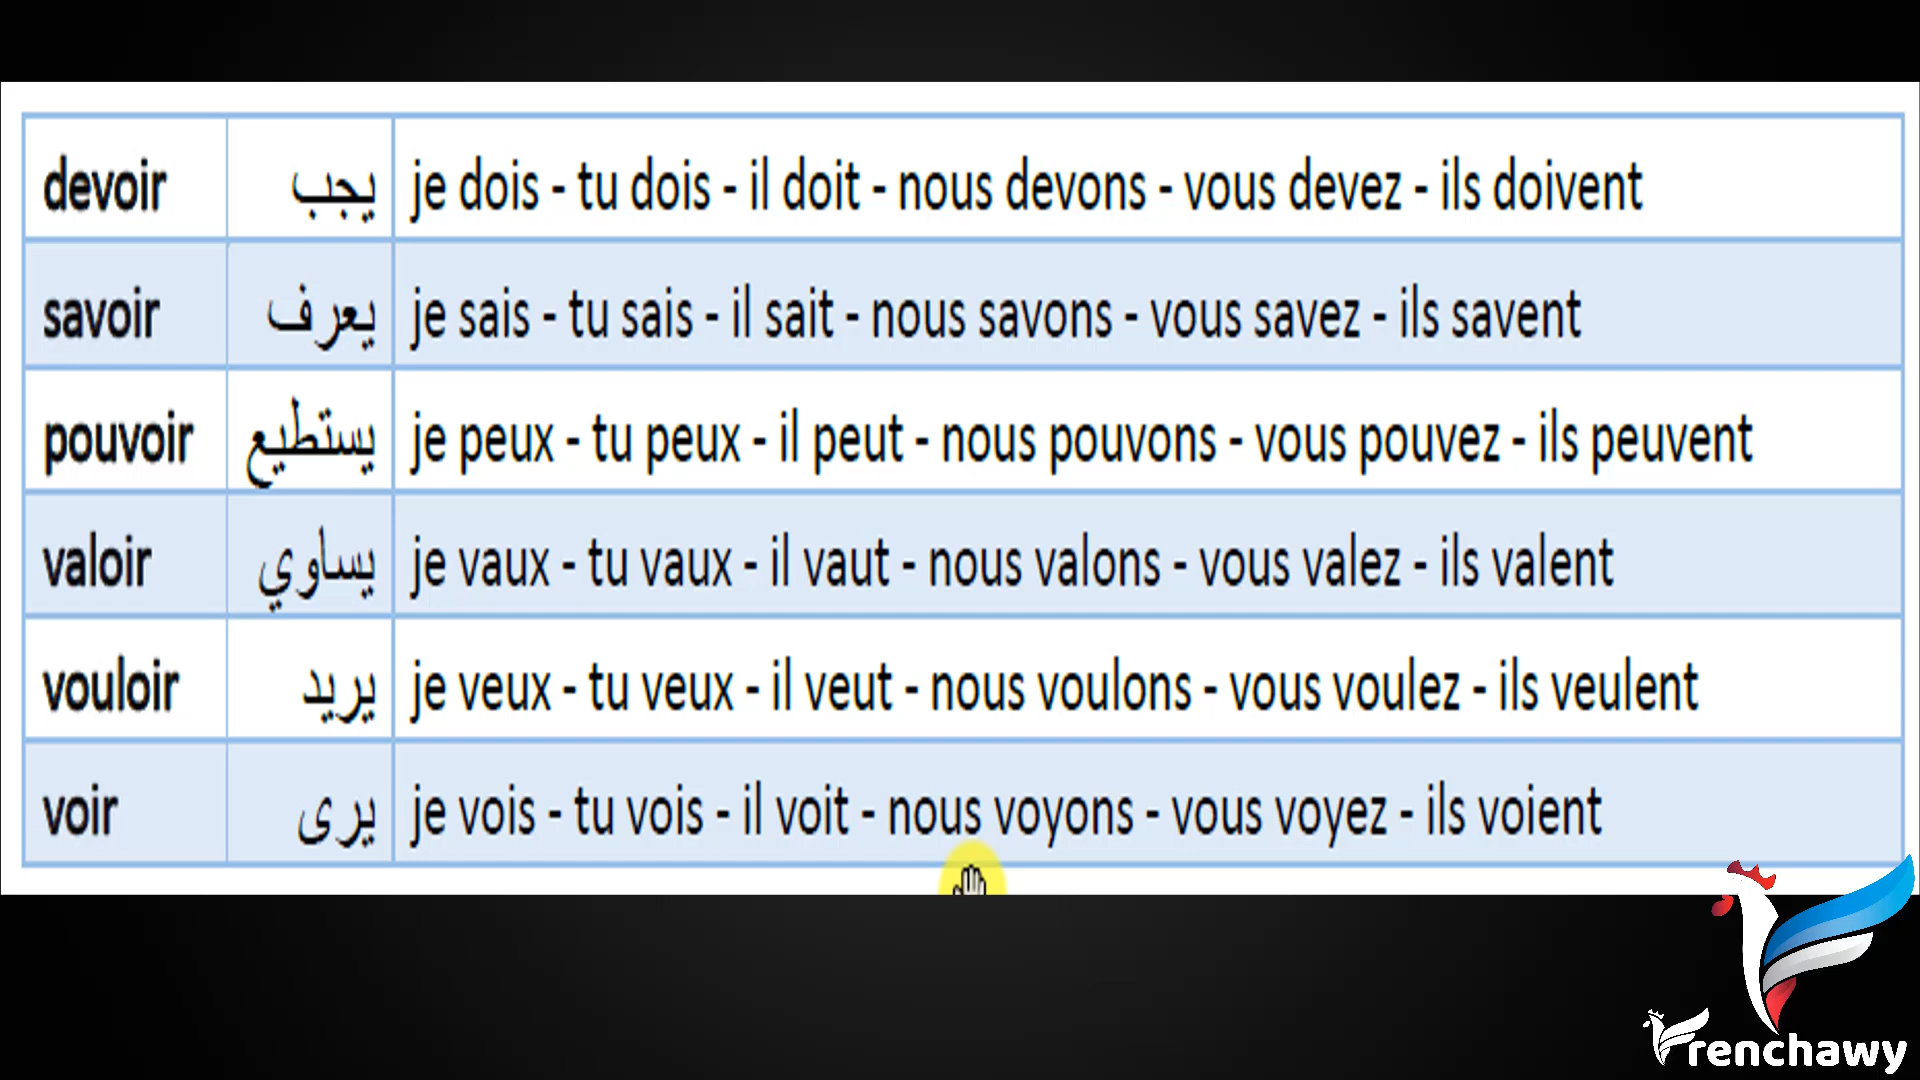 devoir يجب je dois - tu dois - il doit - nous devons - vous devez - ils doivent
savoir يعرف je sais - tu sais - il sait - nous savons - vous savez - ils savent
pouvoir يستطيع je peux - tu peux - il peut - nous pouvons - vous pouvez - ils peuvent
valoir يساوي je vaux - tu vaux - il vaut - nous valons - vous valez - ils valent
vouloir يريد je veux - tu veux - il veut - nous voulons - vous voulez - ils veulent
voir يرى je vois - tu vois - il voit - nous voyons - vous voyez - ils voient
Frenchawy